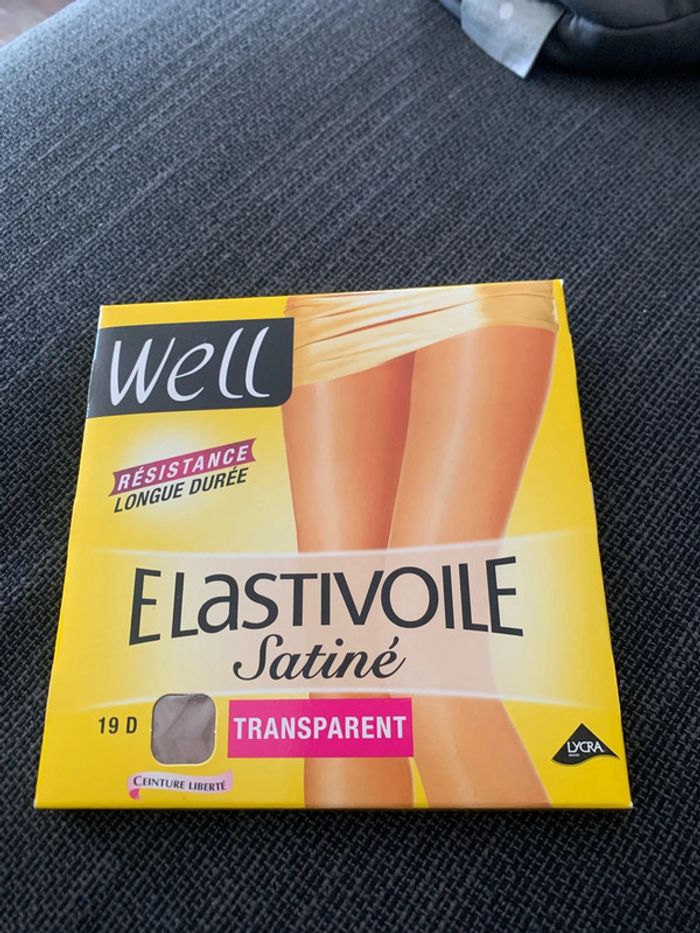 Well
RÉSISTANCE
LONGUE DURÉE
ELaSTIVOILE
Satiné
19 D
TRANSPARENT
CEINTURE LIBERTÉ
LYCRA